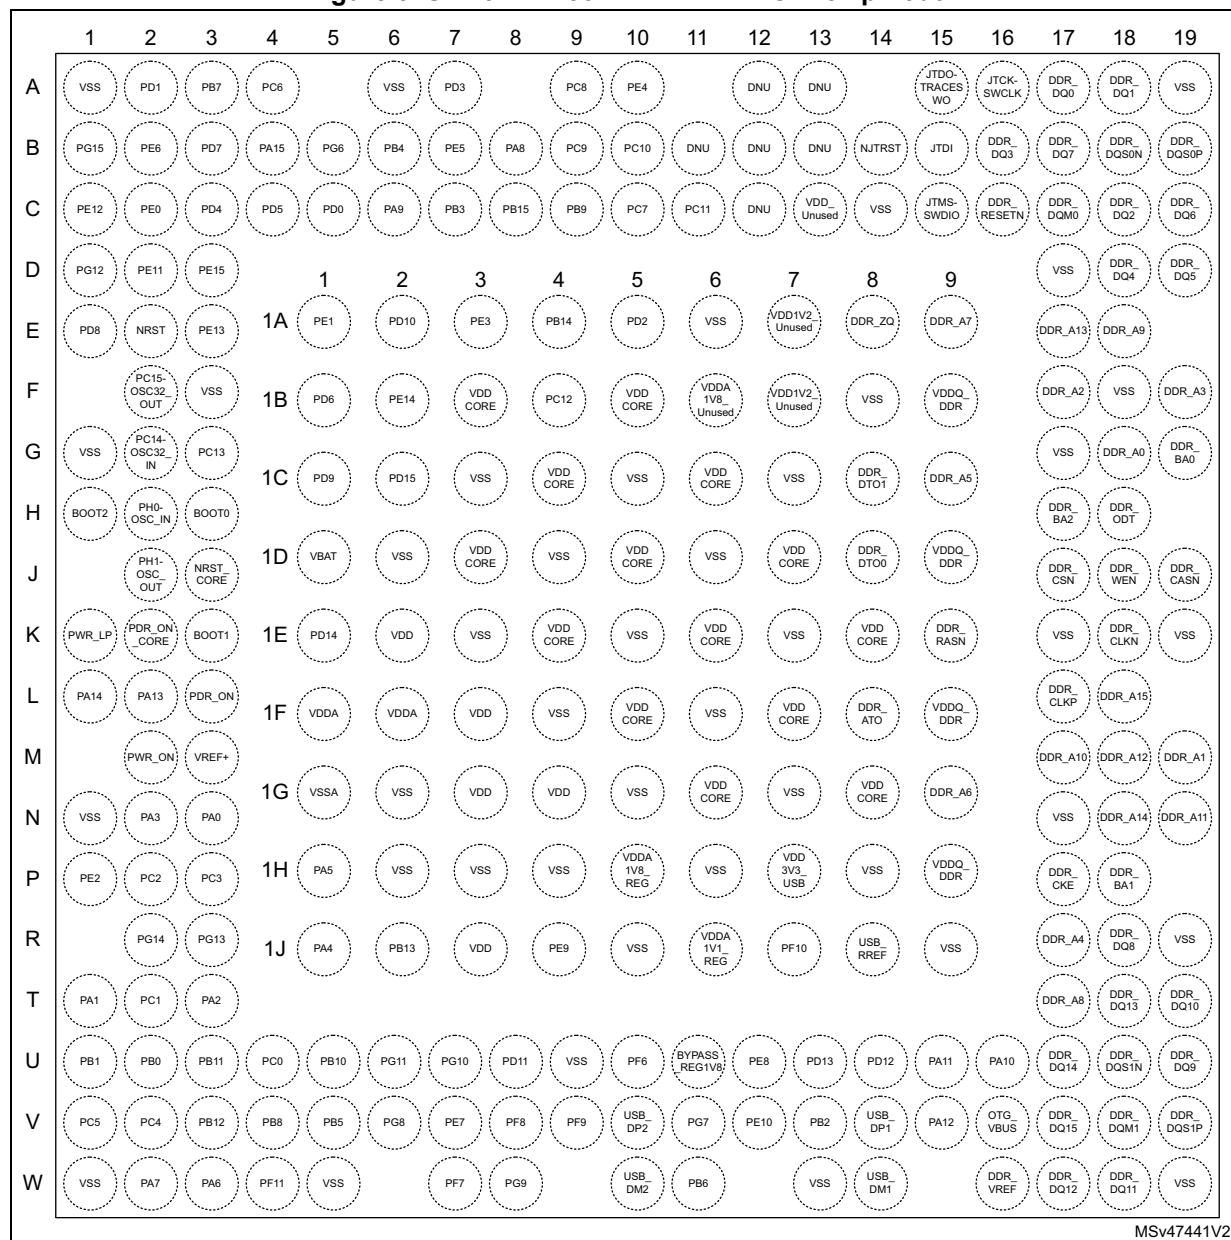 1 2 3 4 5 6 7 8 9 10 11 12 13 14 15 16 17 18 19
A VSS PD1 PB7 PC6 VSS PD3 PC8 PE4 DNU DNU JTDO-TRACESWO JTCK-SWCLK DDR_DQ0 DDR_DQ1 VSS
B PG15 PE6 PD7 PA15 PG6 PB4 PE5 PA8 PC9 PC10 DNU DNU DNU NJTRST JTDI DDR_DQ3 DDR_DQ7 DDR_DQS0N DDR_DQS0P
C PE12 PE0 PD4 PD5 PD0 PA9 PB3 PB15 PB9 PC7 PC11 DNU VDD_Unused VSS JTMS-SWDIO DDR_RESETN DDR_DQM0 DDR_DQ2 DDR_DQ6
D PG12 PE11 PE15 VSS DDR_DQ4 DDR_DQ5
1 2 3 4 5 6 7 8 9
1A PE1 PD10 PE3 PB14 PD2 VSS VDD1V2_Unused DDR_ZQ DDR_A7
E PD8 NRST PE13 DDR_A13 DDR_A9
F PC15-OSC32_OUT VSS DDR_A2 VSS DDR_A3
1B PD6 PE14 VDD CORE PC12 VDD CORE VDDA 1V8_Unused VDD1V2_Unused VSS VDDQ_DDR
G VSS PC14-OSC32_IN PC13 VSS DDR_A0 DDR_BA0
1C PD9 PD15 VSS VDD CORE VSS VDD CORE VSS DDR_DTO1 DDR_A5
H BOOT2 PH0-OSC_IN BOOT0 DDR_BA2 DDR_ODT
1D VBAT VSS VDD CORE VSS VDD CORE VSS VDD CORE DDR_DTO0 VDDQ_DDR
J PH1-OSC_OUT NRST_CORE DDR_CSN DDR_WEN DDR_CASN
K PWR_LP PDR_ON_CORE BOOT1 VSS DDR_CLKN VSS
1E PD14 VDD VSS VDD CORE VSS VDD CORE VSS VDD CORE DDR_RASN
L PA14 PA13 PDR_ON DDR_CLKP DDR_A15
1F VDDA VDDA VDD VSS VDD CORE VSS VDD CORE DDR_ATO VDDQ_DDR
M PWR_ON VREF+ DDR_A10 DDR_A12 DDR_A1
1G VSSA VSS VDD VDD VSS VDD CORE VSS VDD CORE DDR_A6
N VSS PA3 PA0 VSS DDR_A14 DDR_A11
1H PA5 VSS VSS VSS VDDA 1V8_REG VSS VDD 3V3_USB VSS VDDQ_DDR
P PE2 PC2 PC3 DDR_CKE DDR_BA1
R PG14 PG13 DDR_A4 DDR_DQ8 VSS
1J PA4 PB13 VDD PE9 VSS VDDA 1V1_REG PF10 USB_RREF VSS
T PA1 PC1 PA2 DDR_A8 DDR_DQ13 DDR_DQ10
U PB1 PB0 PB11 PC0 PB10 PG11 PG10 PD11 VSS PF6 BYPASS_REG1V8 PE8 PD13 PD12 PA11 PA10 DDR_DQ14 DDR_DQS1N DDR_DQ9
V PC5 PC4 PB12 PB8 PB5 PG8 PE7 PF8 PF9 USB_DP2 PG7 PE10 PB2 USB_DP1 PA12 OTG_VBUS DDR_DQ15 DDR_DQM1 DDR_DQS1P
W VSS PA7 PA6 PF11 VSS PF7 PG9 USB_DM2 PB6 VSS USB_DM1 DDR_VREF DDR_DQ12 DDR_DQ11 VSS
MSv47441V2